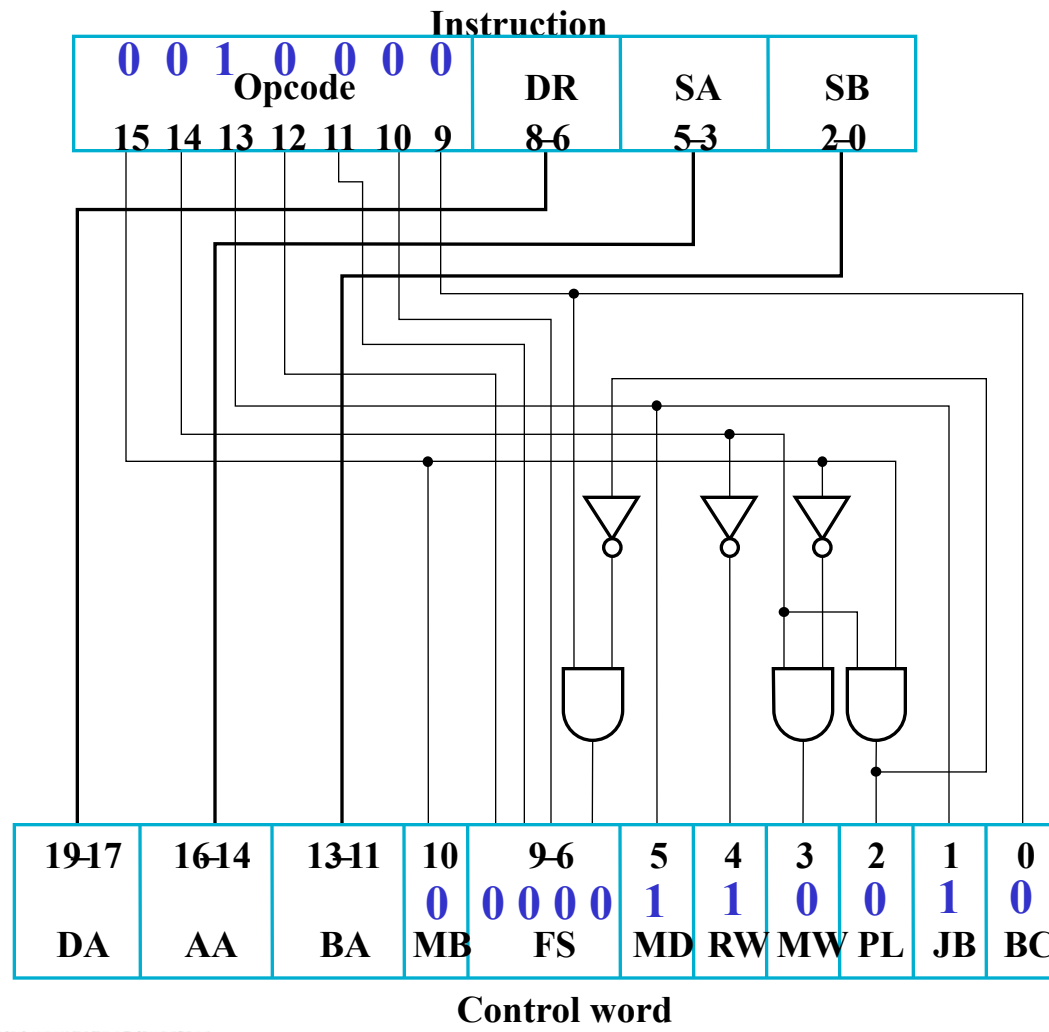 Instruction
0 0 1 0 0 0 0
Opcode DR SA SB
15 14 13 12 11 10 9 8-6 5-3 2-0
19-17 16-14 13-11 10 9-6 5 4 3 2 1 0
0 0 0 0 0 1 1 0 0 1 0
DA AA BA MB FS MD RW MW PL JB BC
Control word